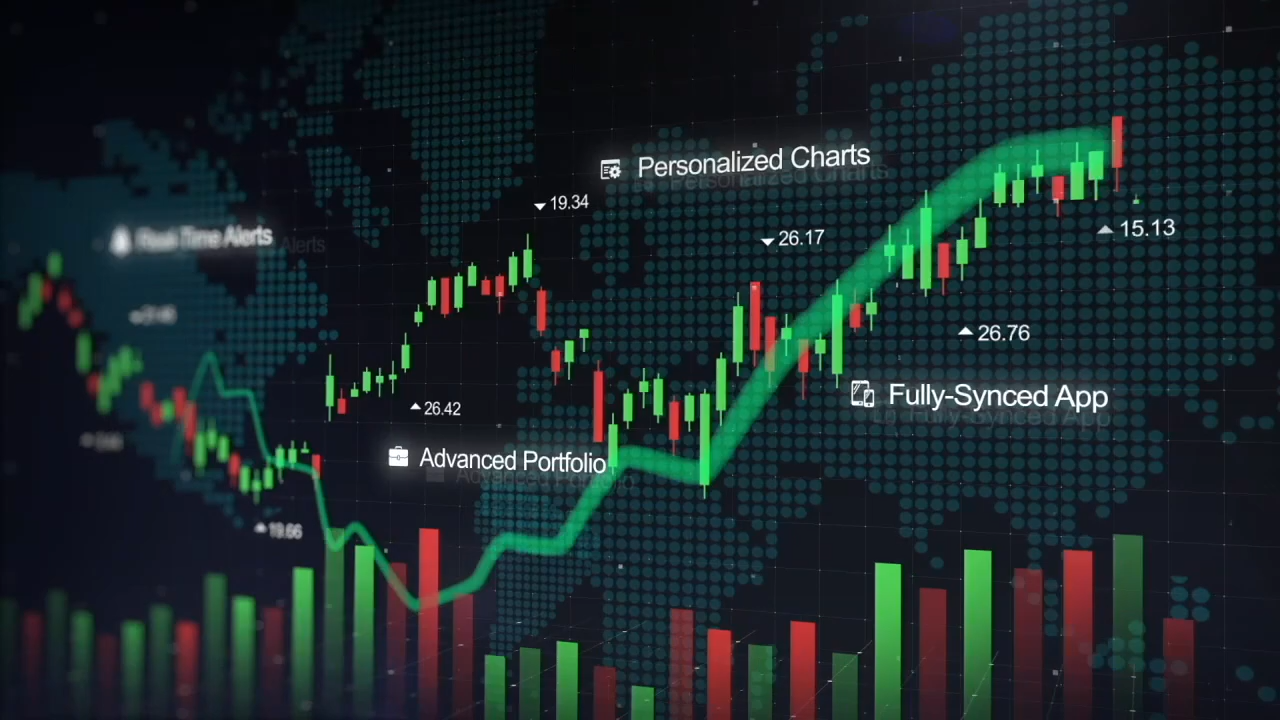 Personalized Charts
19.34
Real-Time Alerts
26.17
15.13
26.76
Fully-Synced App
26.42
Advanced Portfolio
19.66